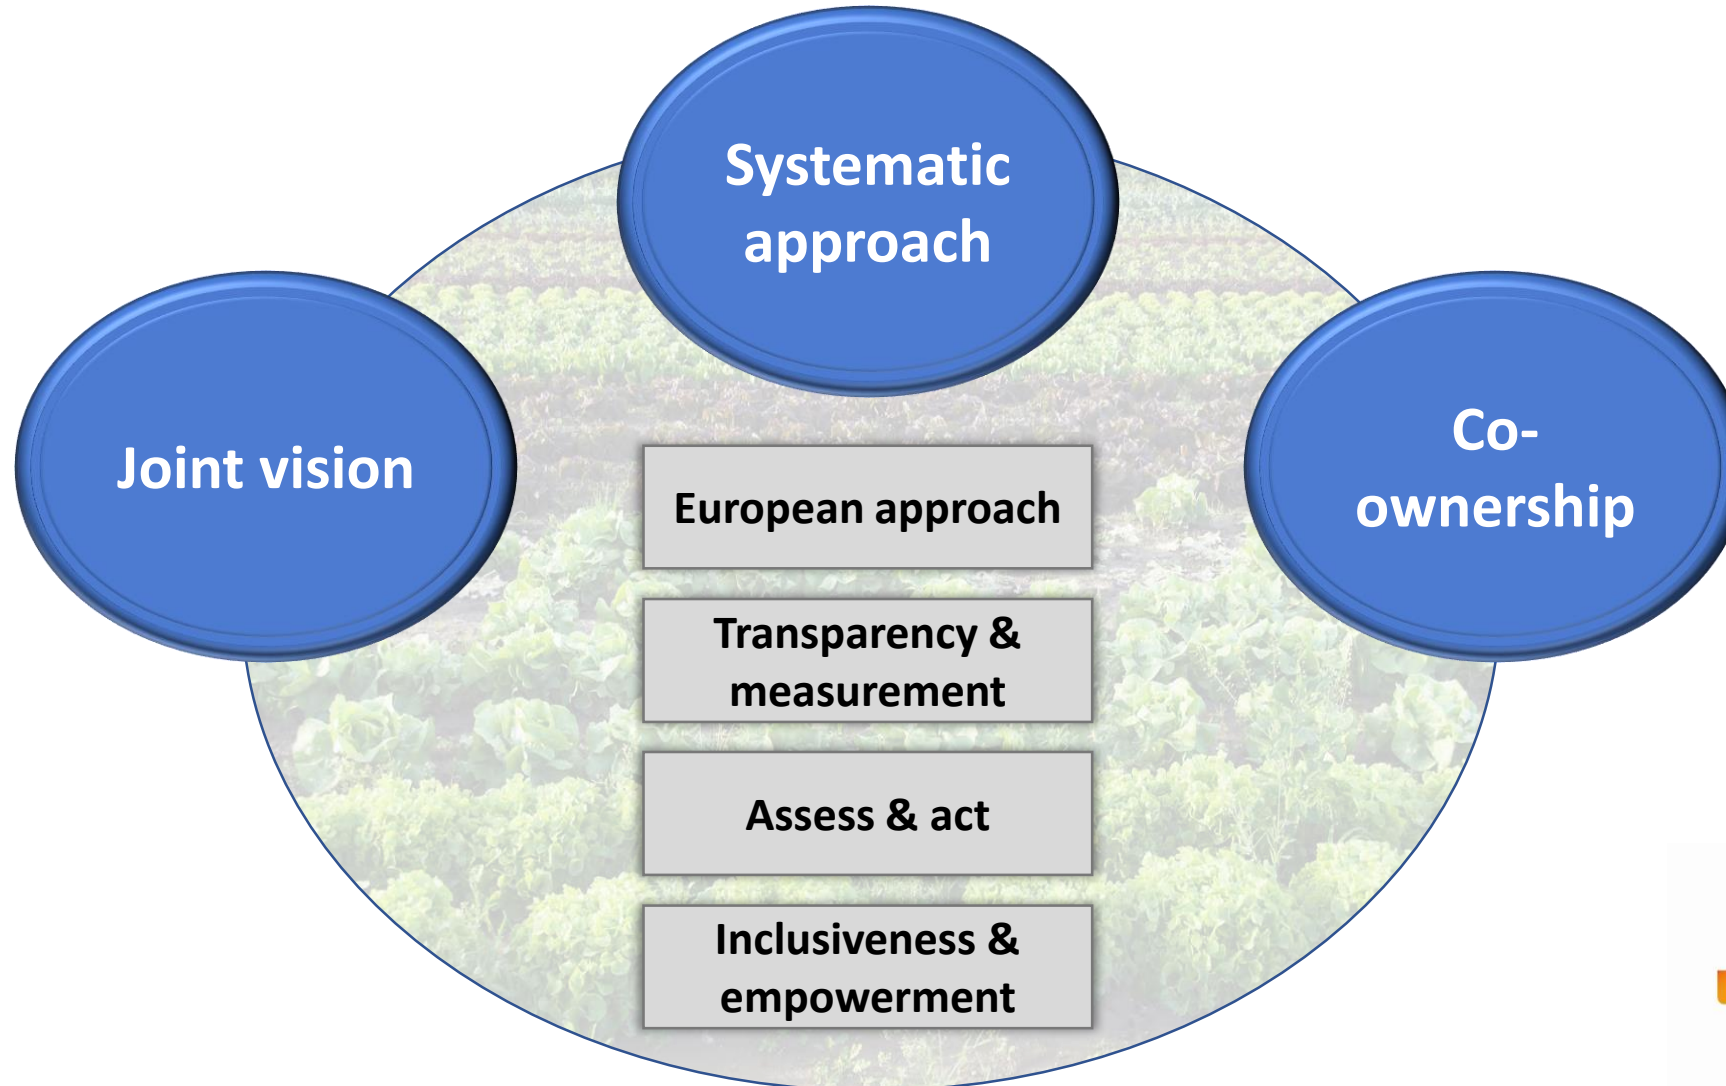 Systematic
approach
Joint vision
Co-
ownership
European approach
Transparency &
measurement
Assess & act
Inclusiveness &
empowerment